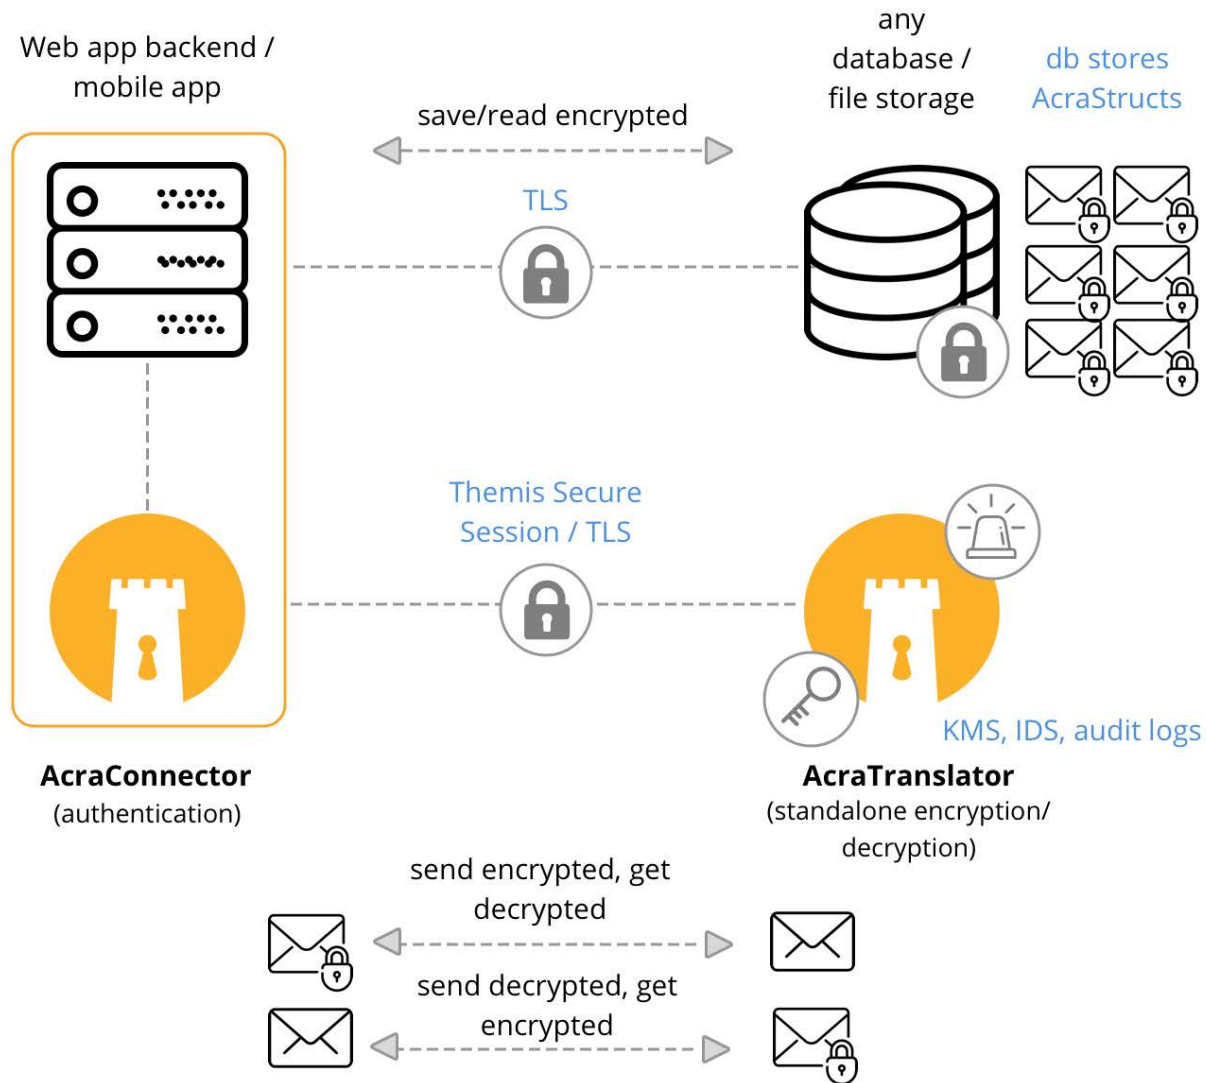 Web app backend /
mobile app
any
database /
file storage
db stores
AcraStructs
save/read encrypted
TLS
Themis Secure
Session / TLS
KMS, IDS, audit logs
AcraConnector
(authentication)
AcraTranslator
(standalone encryption/
decryption)
send encrypted, get
decrypted
send decrypted, get
encrypted